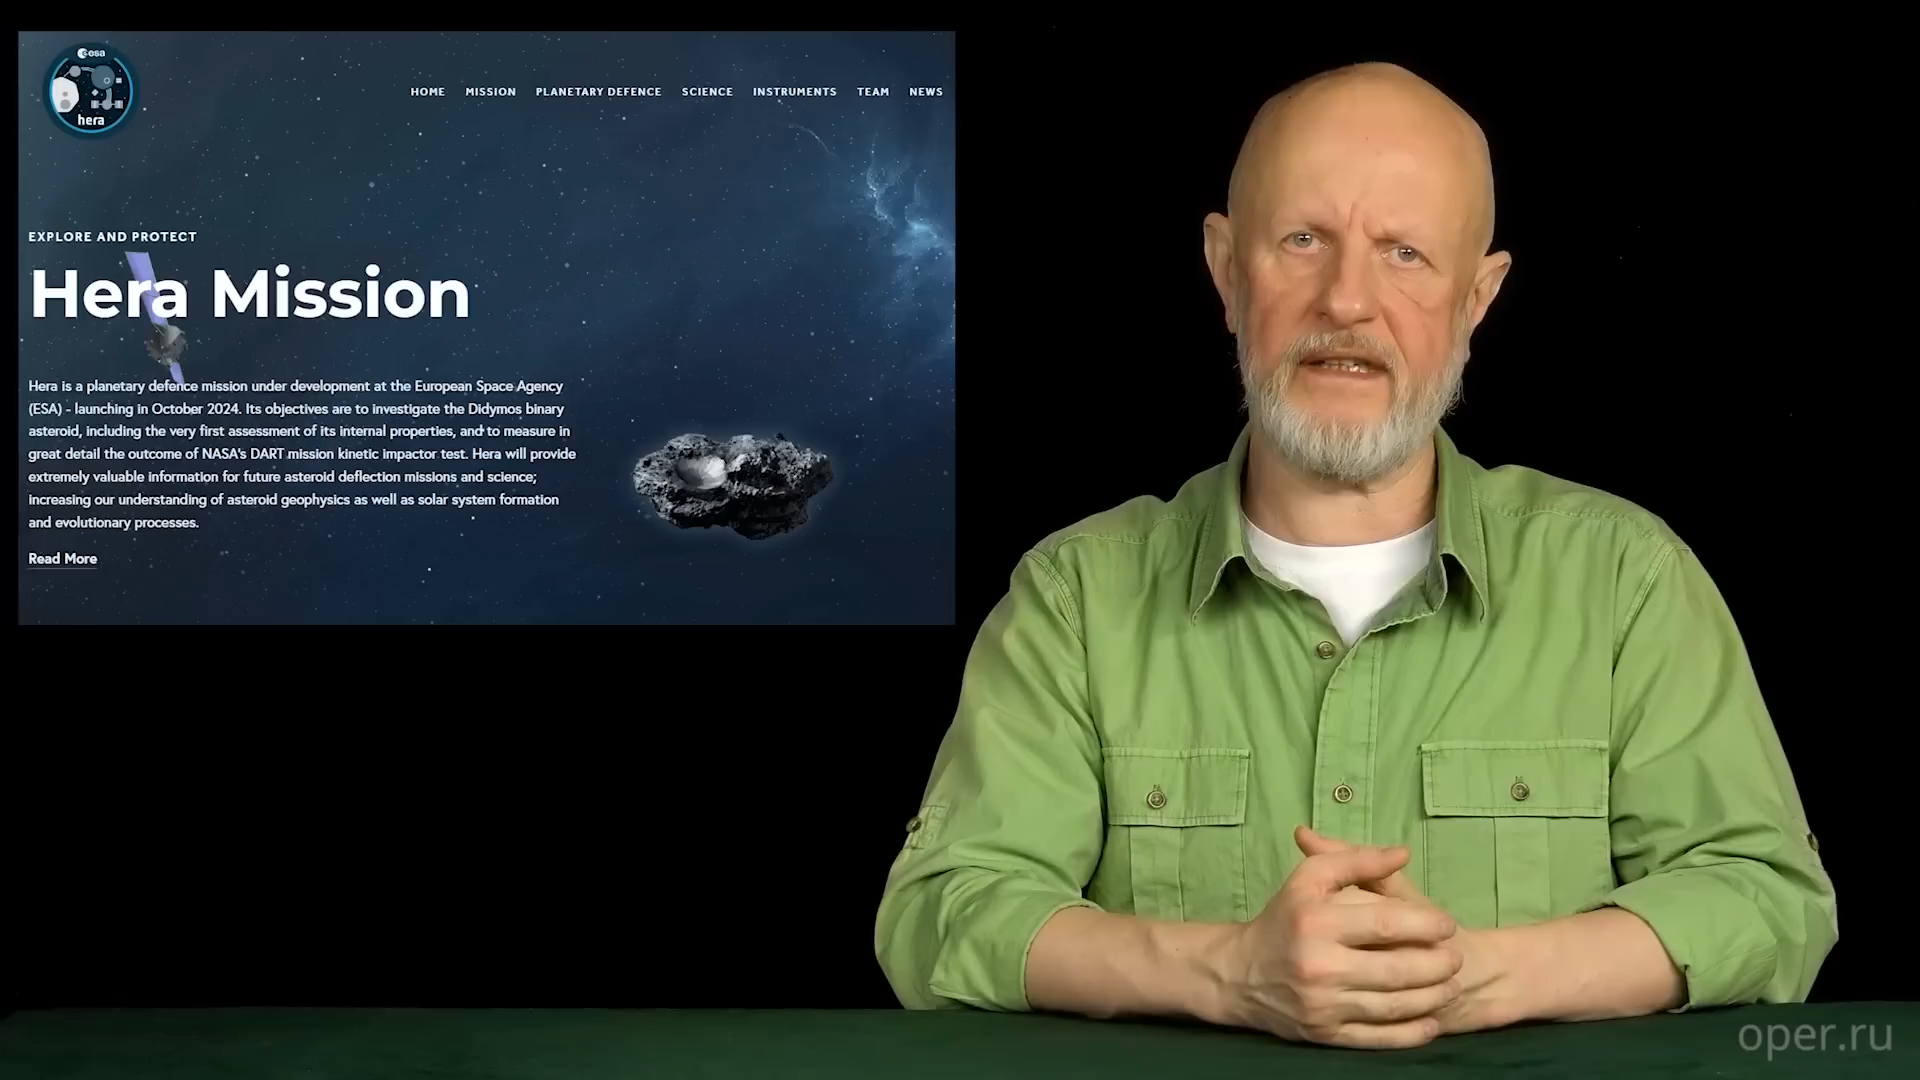 esa
hera
HOME MISSION PLANETARY DEFENCE SCIENCE INSTRUMENTS TEAM NEWS
EXPLORE AND PROTECT
Hera Mission
Hera is a planetary defence mission under development at the European Space Agency
(ESA) - launching in October 2024. Its objectives are to investigate the Didymos binary
asteroid, including the very first assessment of its internal properties, and to measure in
great detail the outcome of NASA's DART mission kinetic impactor test. Hera will provide
extremely valuable information for future asteroid deflection missions and science;
increasing our understanding of asteroid geophysics as well as solar system formation
and evolutionary processes.
Read More
oper.ru